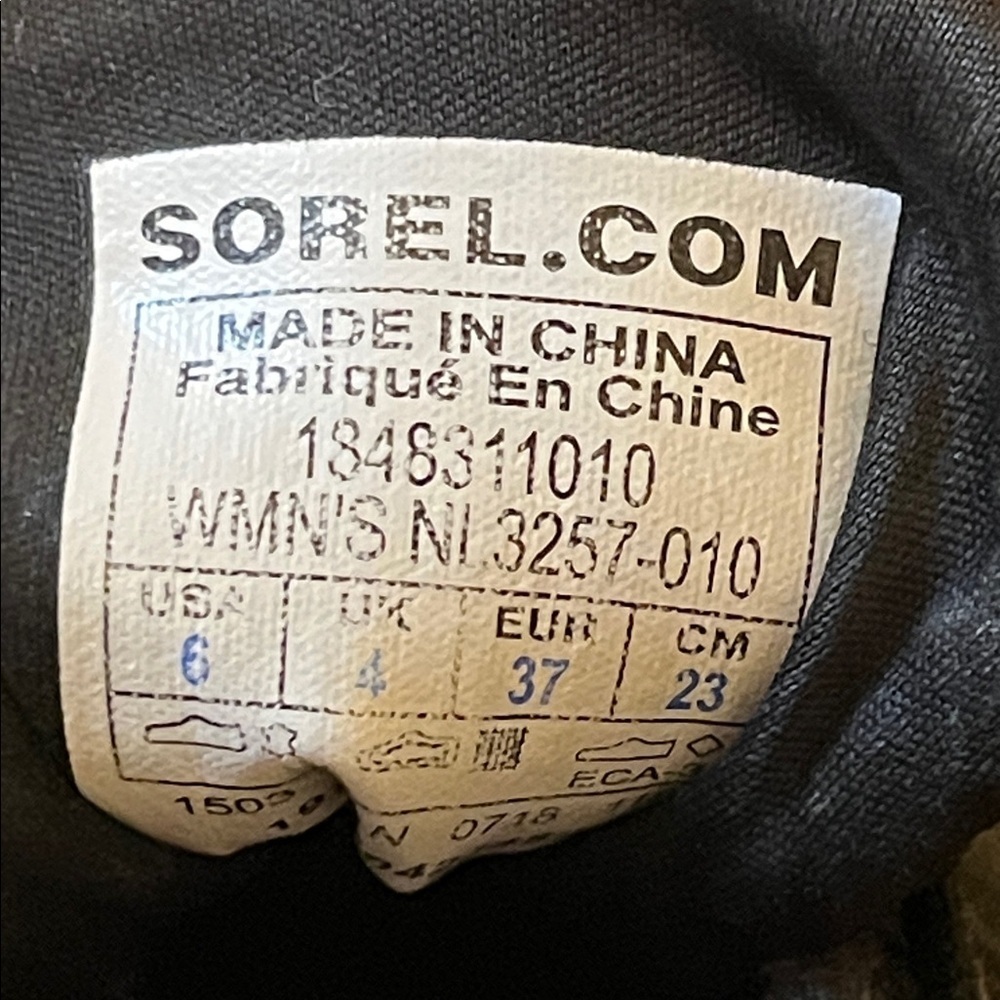 SOREL.COM
MADE IN CHINA
Fabriqué En Chine
1848311010
WMN'S NL3257-010
USA UK EUR CM
6 4 37 23
N 0718